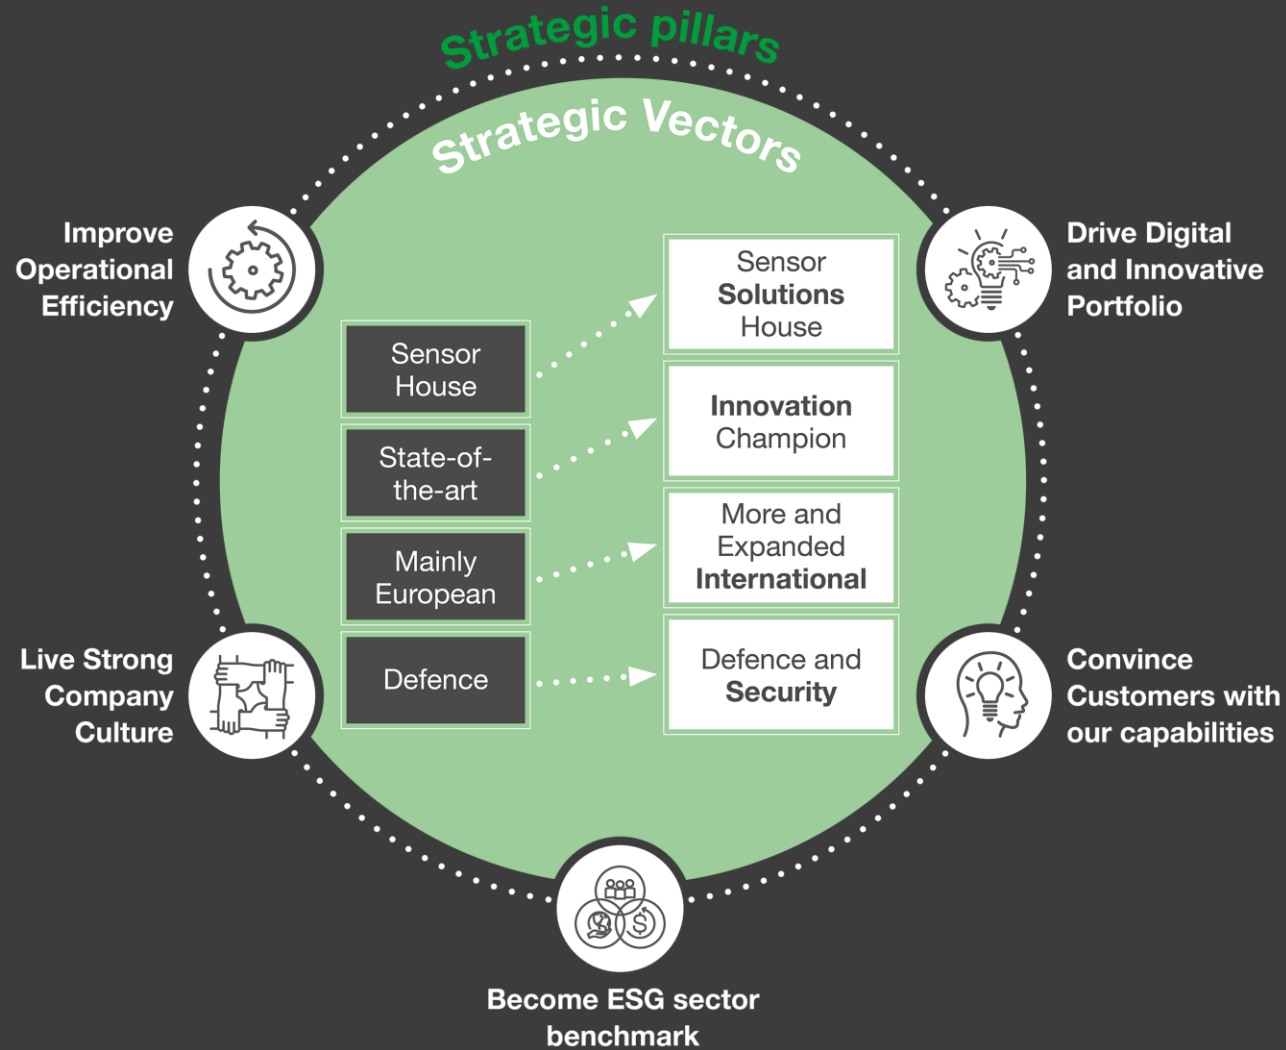 Strategic pillars
Strategic Vectors
Improve
Operational
Efficiency
Drive Digital
and Innovative
Portfolio
Sensor
House
Sensor
Solutions
House
State-of-
the-art
Innovation
Champion
Mainly
European
More and
Expanded
International
Defence
Defence and
Security
Live Strong
Company
Culture
Convince
Customers with
our capabilities
$
Become ESG sector
benchmark